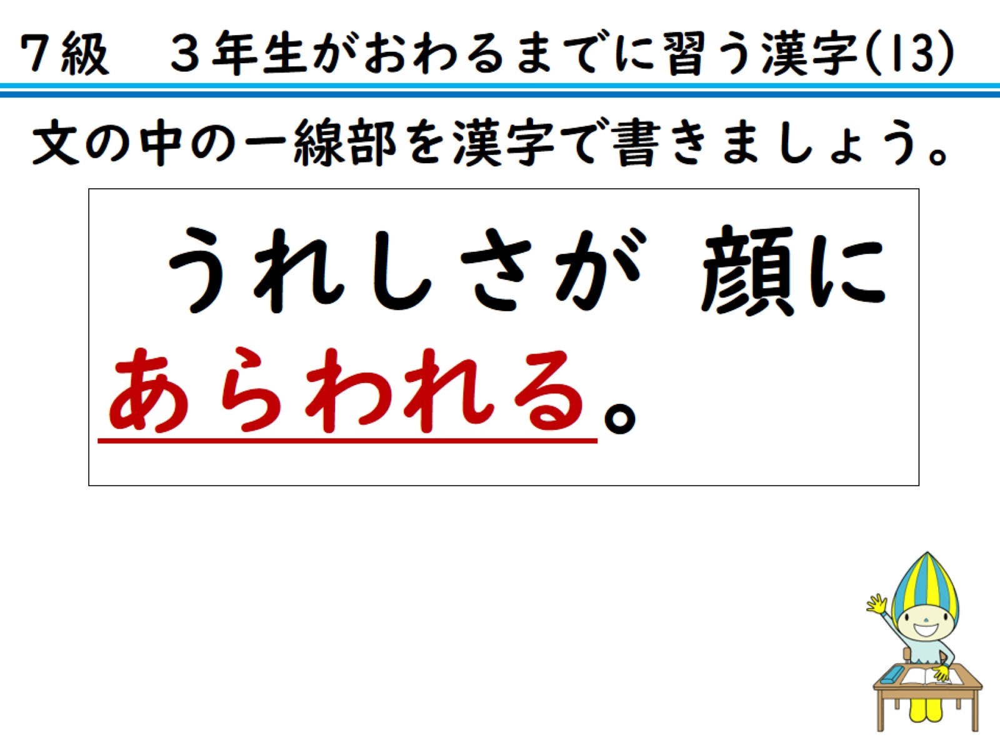 ７級　３年生がおわるまでに習う漢字(13)
文の中の一線部を漢字で書きましょう。
うれしさが 顔に
あらわれる。